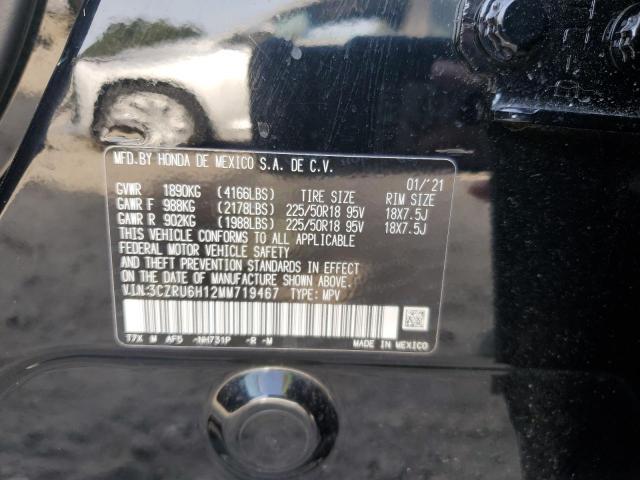 MFD.BY HONDA DE MEXICO S.A. DE C.V.
01/'21
GVWR 1890KG (4166LBS) TIRE SIZE RIM SIZE
GAWR F 988KG (2178LBS) 225/50R18 95V 18X7.5J
GAWR R 902KG (1988LBS) 225/50R18 95V 18X7.5J
THIS VEHICLE CONFORMS TO ALL APPLICABLE
FEDERAL MOTOR VEHICLE SAFETY
AND THEFT PREVENTION STANDARDS IN EFFECT
ON THE DATE OF MANUFACTURE SHOWN ABOVE.
V.I.N:3CZRU6H12MM719467 TYPE: MPV
T7X M AF5 -NH731P -R -M MADE IN MEXICO